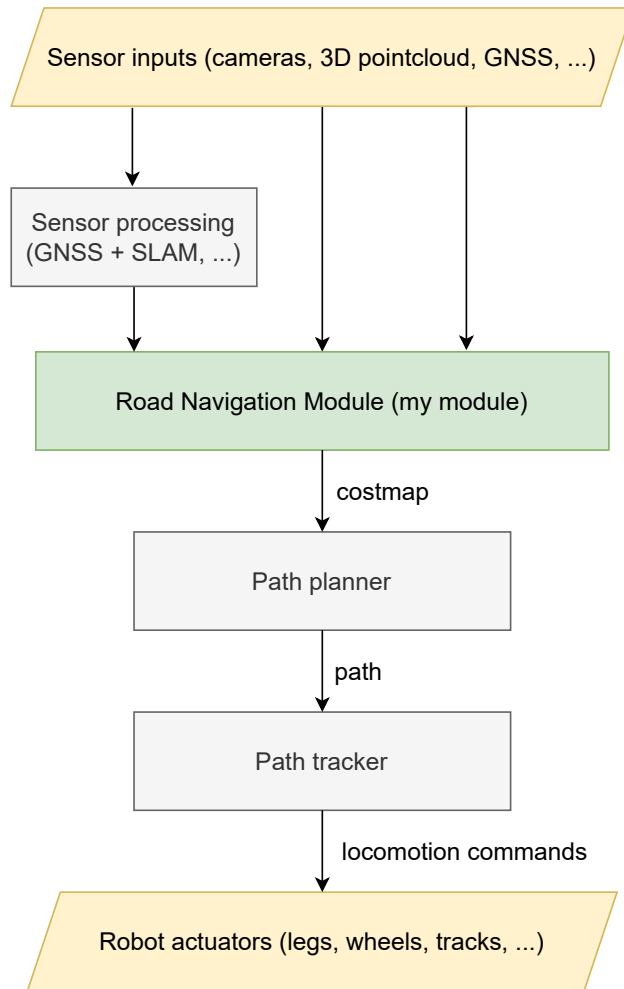 Sensor inputs (cameras, 3D pointcloud, GNSS, ...)
Sensor processing
(GNSS + SLAM, ...)
Road Navigation Module (my module)
costmap
Path planner
path
Path tracker
locomotion commands
Robot actuators (legs, wheels, tracks, ...)